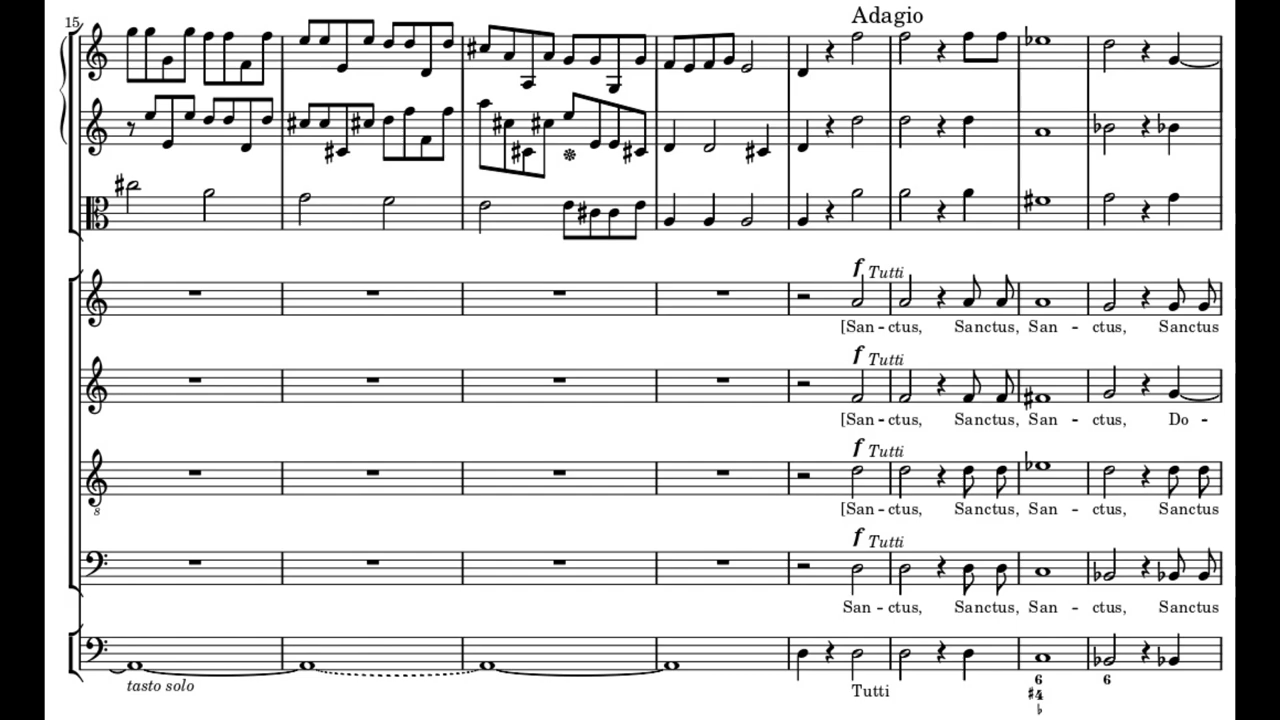 15
Adagio
f Tutti
[San - ctus, Sanctus, San - ctus, Sanctus
f Tutti
[San - ctus, Sanctus, San - ctus, Do -
f Tutti
8
[San - ctus, Sanctus, San - ctus, Sanctus
f Tutti
San - ctus, Sanctus, San - ctus, Sanctus
tasto solo
Tutti
6 6
♯4
♭